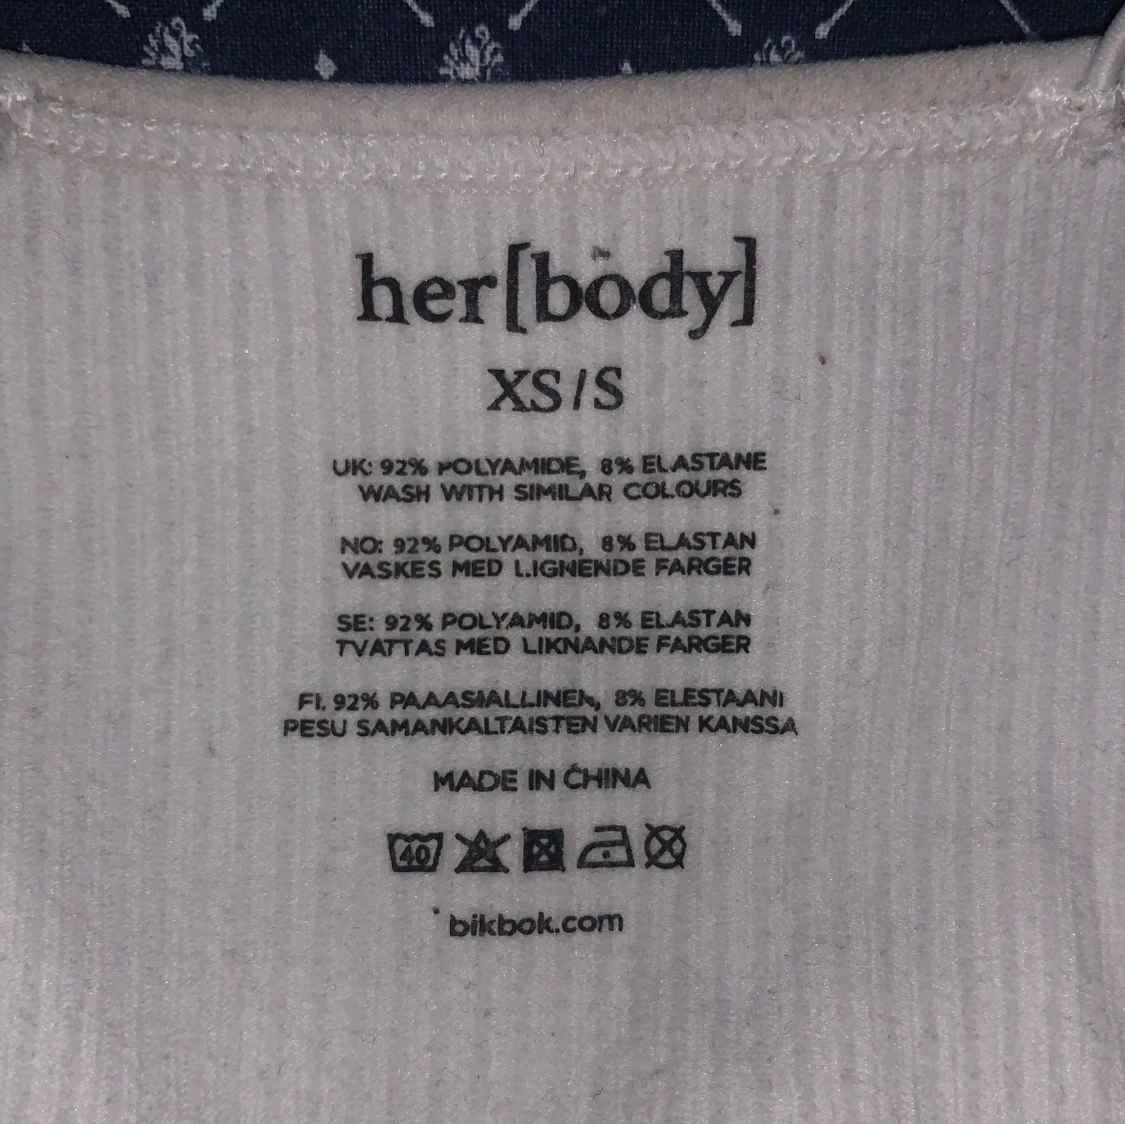 her[body]
XS/S
UK: 92% POLYAMIDE, 8% ELASTANE
WASH WITH SIMILAR COLOURS
NO: 92% POLYAMID, 8% ELASTAN
VASKES MED LIGNENDE FARGER
SE: 92% POLYAMID, 8% ELASTAN
TVATTAS MED LIKNANDE FARGER
FI. 92% PAAASIALLINEN, 8% ELESTAANI
PESU SAMANKALTAISTEN VARIEN KANSSA
MADE IN CHINA
40
bikbok.com